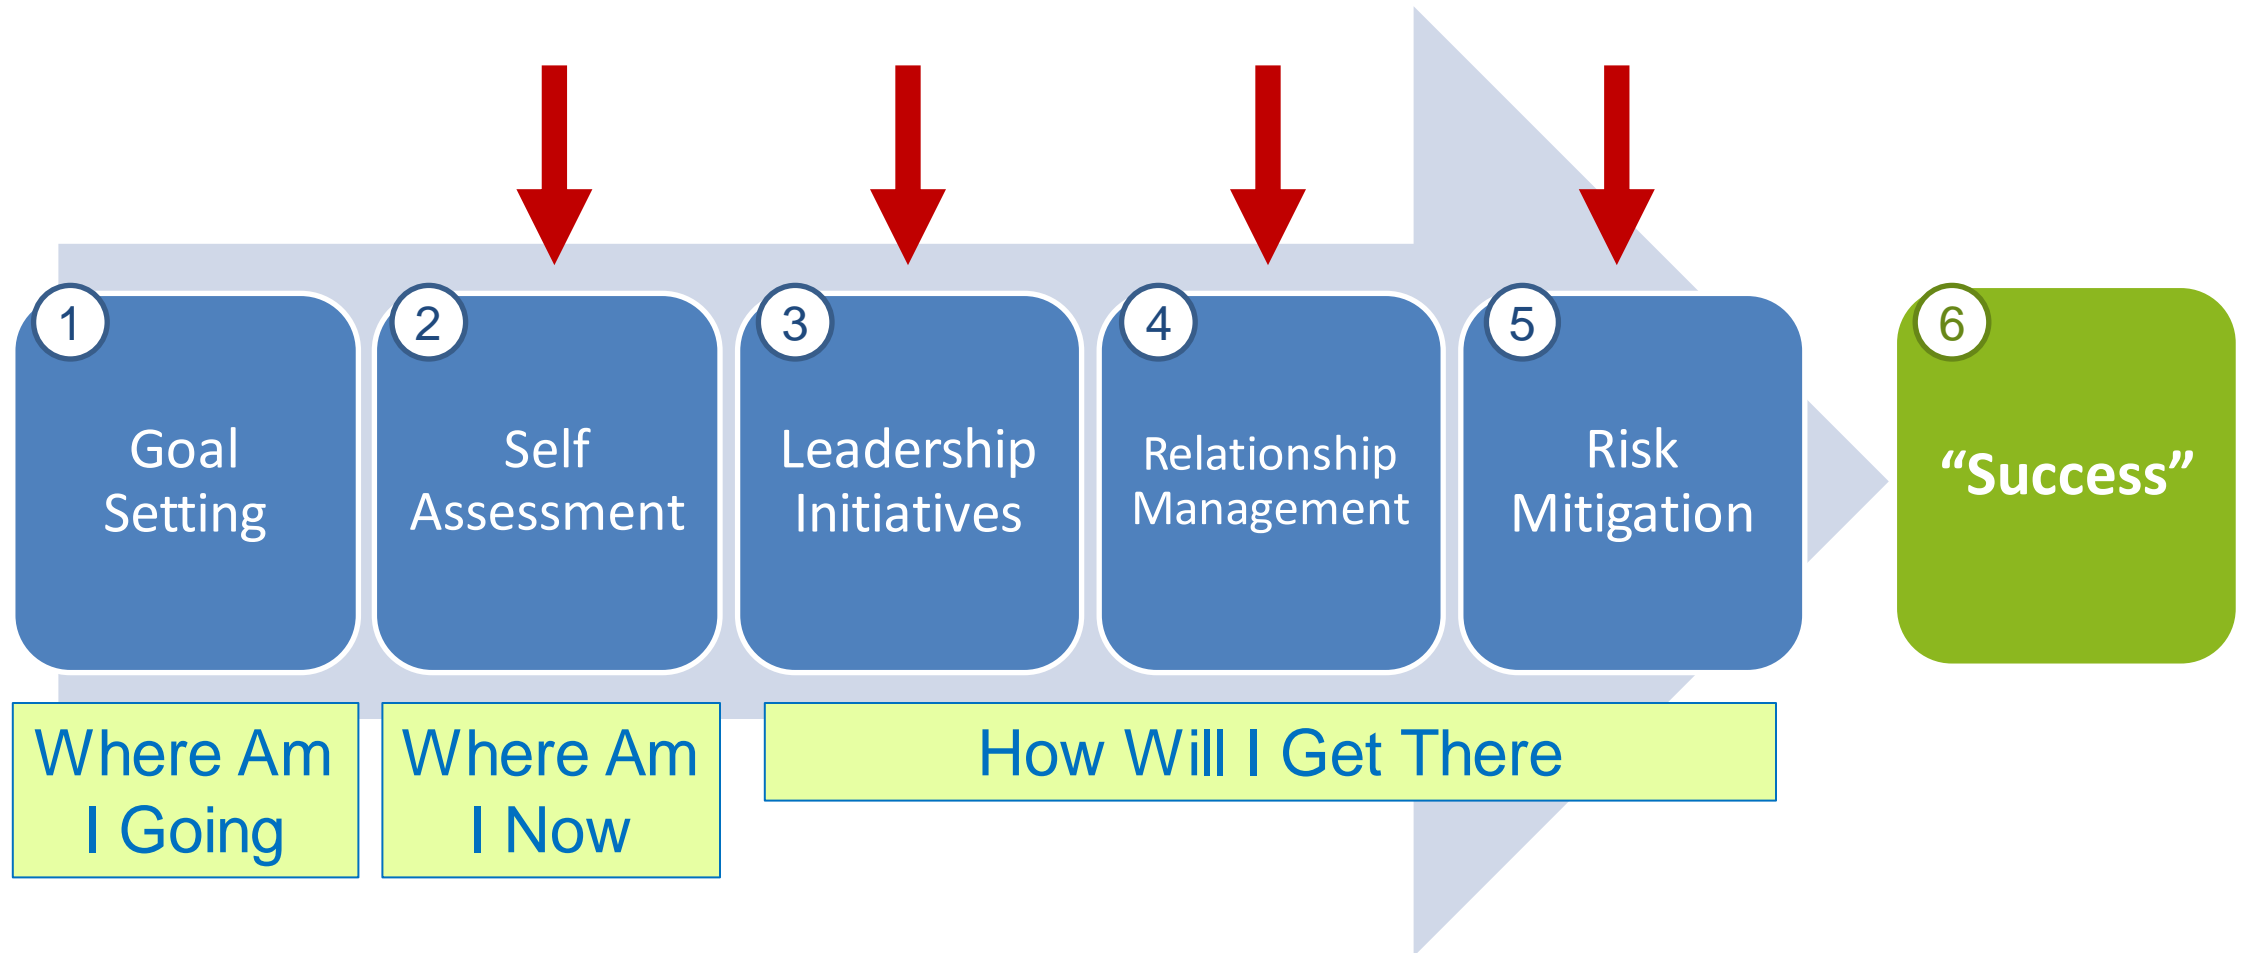 1
Goal
Setting
2
Self
Assessment
3
Leadership
Initiatives
4
Relationship
Management
5
Risk
Mitigation
6
“Success”
Where Am
I Going
Where Am
I Now
How Will I Get There